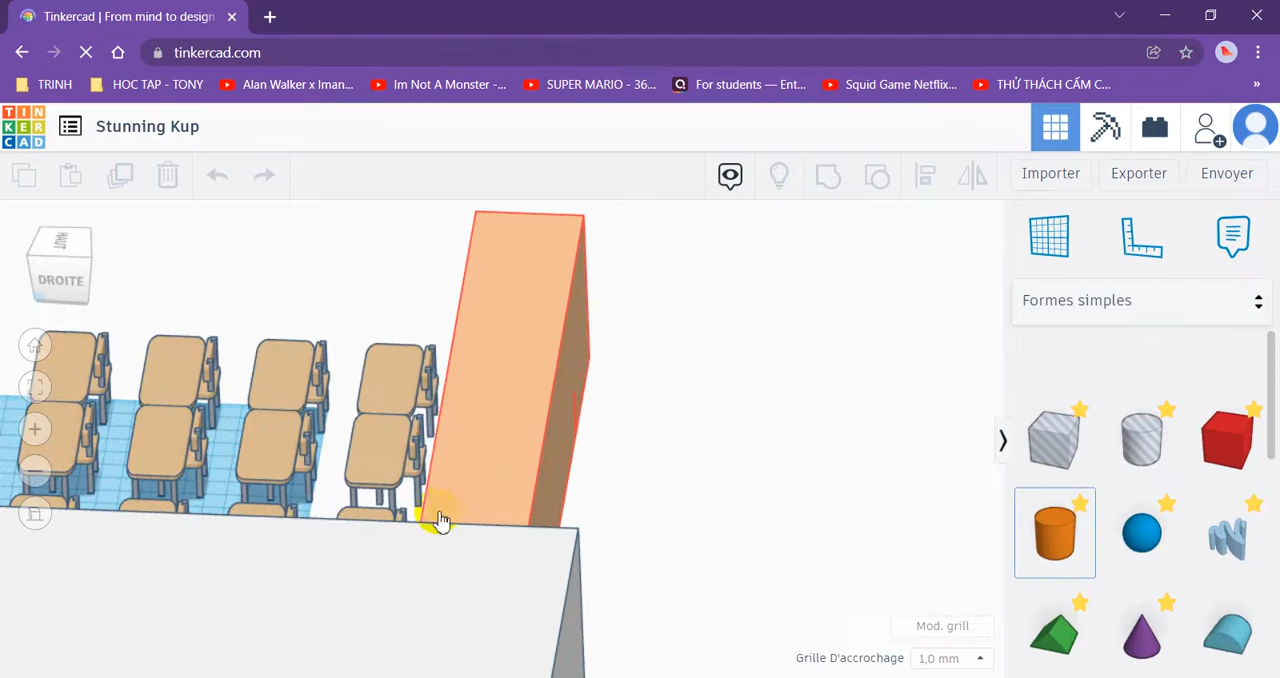 Tinkercad | From mind to design
tinkercad.com
TRINH
HOC TAP - TONY
Alan Walker x Iman...
Im Not A Monster -...
SUPER MARIO - 36...
For students — Ent...
Squid Game Netflix...
THỬ THÁCH CẤM C...
»
TIN
KER
CAD
Stunning Kup
Importer
Exporter
Envoyer
HAUT
DROITE
Formes simples
Mod. grill
Grille D'accrochage
1,0 mm